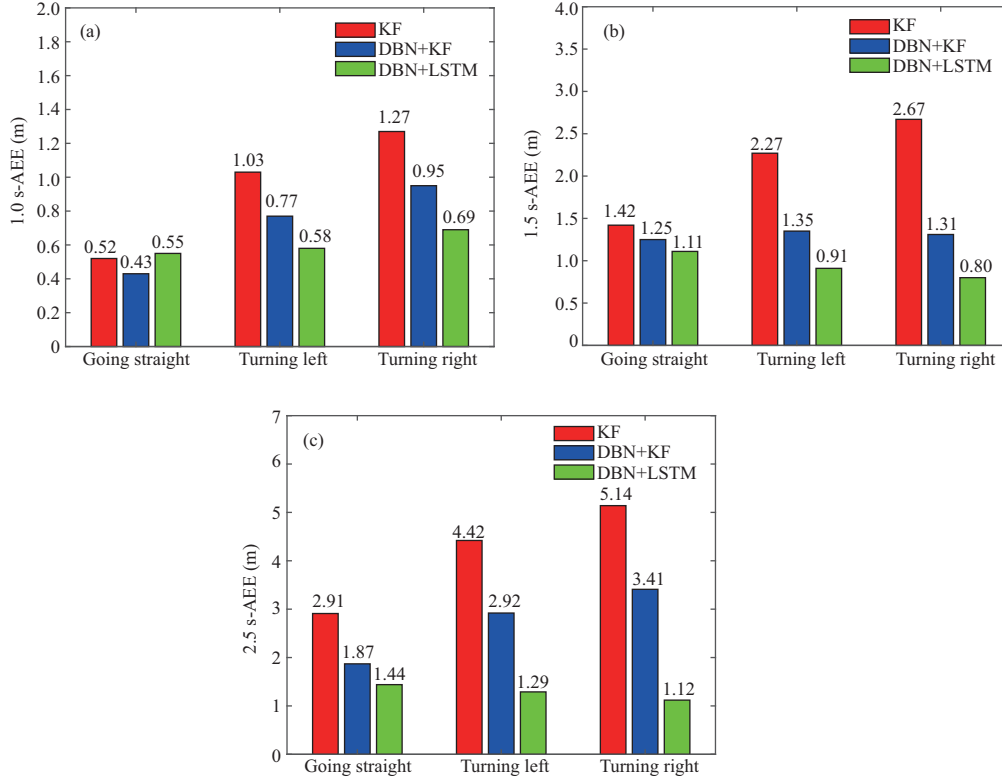 (a)
KF
DBN+KF
DBN+LSTM
1.0 s-AEE (m)
2.0
1.8
1.6
1.4
1.2
1.0
0.8
0.6
0.4
0.2
0
0.52
0.43
0.55
1.03
0.77
0.58
1.27
0.95
0.69
Going straight
Turning left
Turning right
(b)
KF
DBN+KF
DBN+LSTM
1.5 s-AEE (m)
4.0
3.5
3.0
2.5
2.0
1.5
1.0
0.5
0
1.42
1.25
1.11
2.27
1.35
0.91
2.67
1.31
0.80
Going straight
Turning left
Turning right
(c)
KF
DBN+KF
DBN+LSTM
2.5 s-AEE (m)
7
6
5
4
3
2
1
0
2.91
1.87
1.44
4.42
2.92
1.29
5.14
3.41
1.12
Going straight
Turning left
Turning right